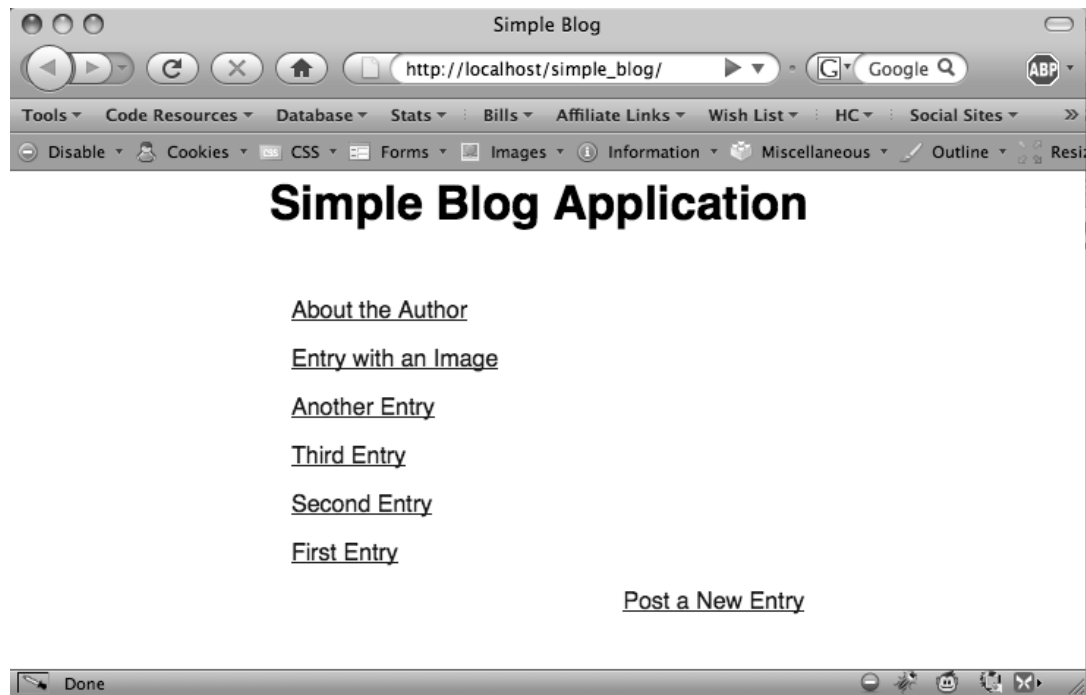 Simple Blog
http://localhost/simple_blog/ G Google ABP
Tools Code Resources Database Stats Bills Affiliate Links Wish List HC Social Sites »
Disable Cookies CSS CSS Forms Images Information Miscellaneous Outline Resi
Simple Blog Application
About the Author
Entry with an Image
Another Entry
Third Entry
Second Entry
First Entry
Post a New Entry
Done